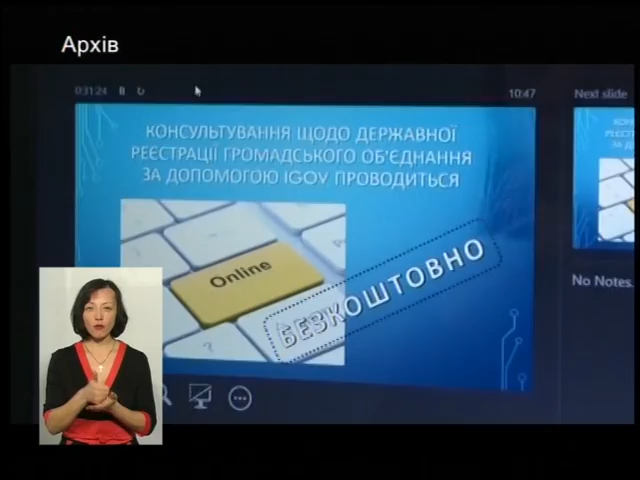 Архів
0:31:24
10:47
Next slide
КОНСУЛЬТУВАННЯ ЩОДО ДЕРЖАВНОЇ
РЕЄСТРАЦІЇ ГРОМАДСЬКОГО ОБ'ЄДНАННЯ
ЗА ДОПОМОГОЮ IGOV ПРОВОДИТЬСЯ
Online
БЕЗКОШТОВНО
No Notes.